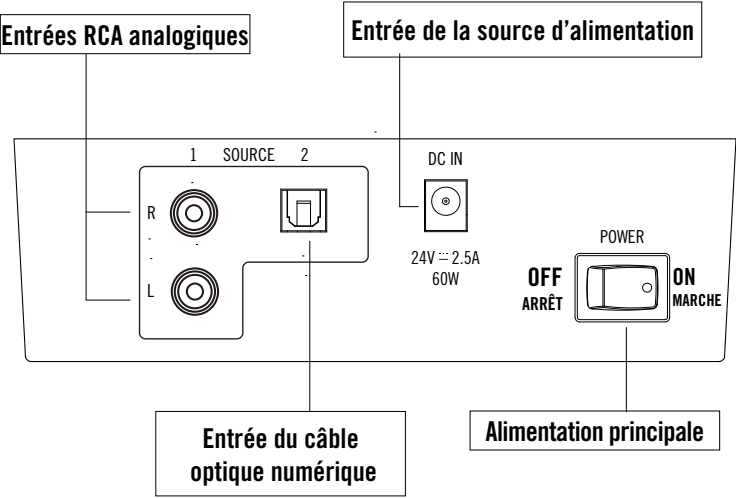 Entrées RCA analogiques
Entrée de la source d'alimentation
1 SOURCE 2
DC IN
R
L
24V ⎓ 2.5A
60W
POWER
OFF
ARRÊT
ON
MARCHE
Entrée du câble
optique numérique
Alimentation principale